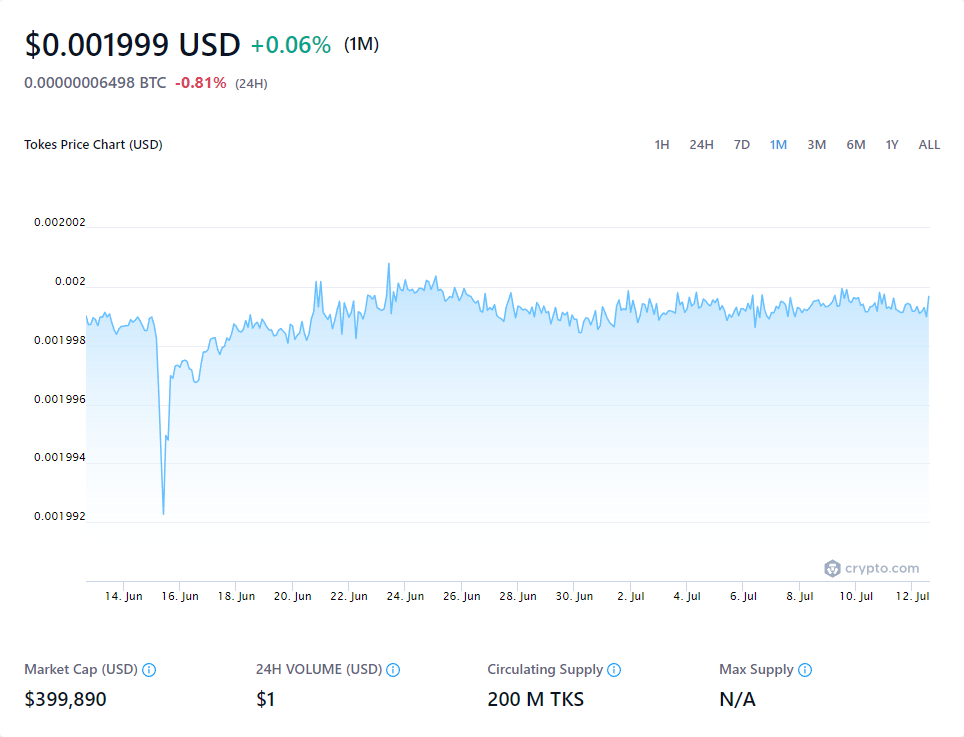 $0.001999 USD +0.06% (1M)
0.00000006498 BTC -0.81% (24H)
Tokes Price Chart (USD) 1H 24H 7D 1M 3M 6M 1Y ALL
0.002002
0.002
0.001998
0.001996
0.001994
0.001992
crypto.com
14. Jun 16. Jun 18. Jun 20. Jun 22. Jun 24. Jun 26. Jun 28. Jun 30. Jun 2. Jul 4. Jul 6. Jul 8. Jul 10. Jul 12. Jul
Market Cap (USD) 24H VOLUME (USD) Circulating Supply Max Supply
$399,890 $1 200 M TKS N/A